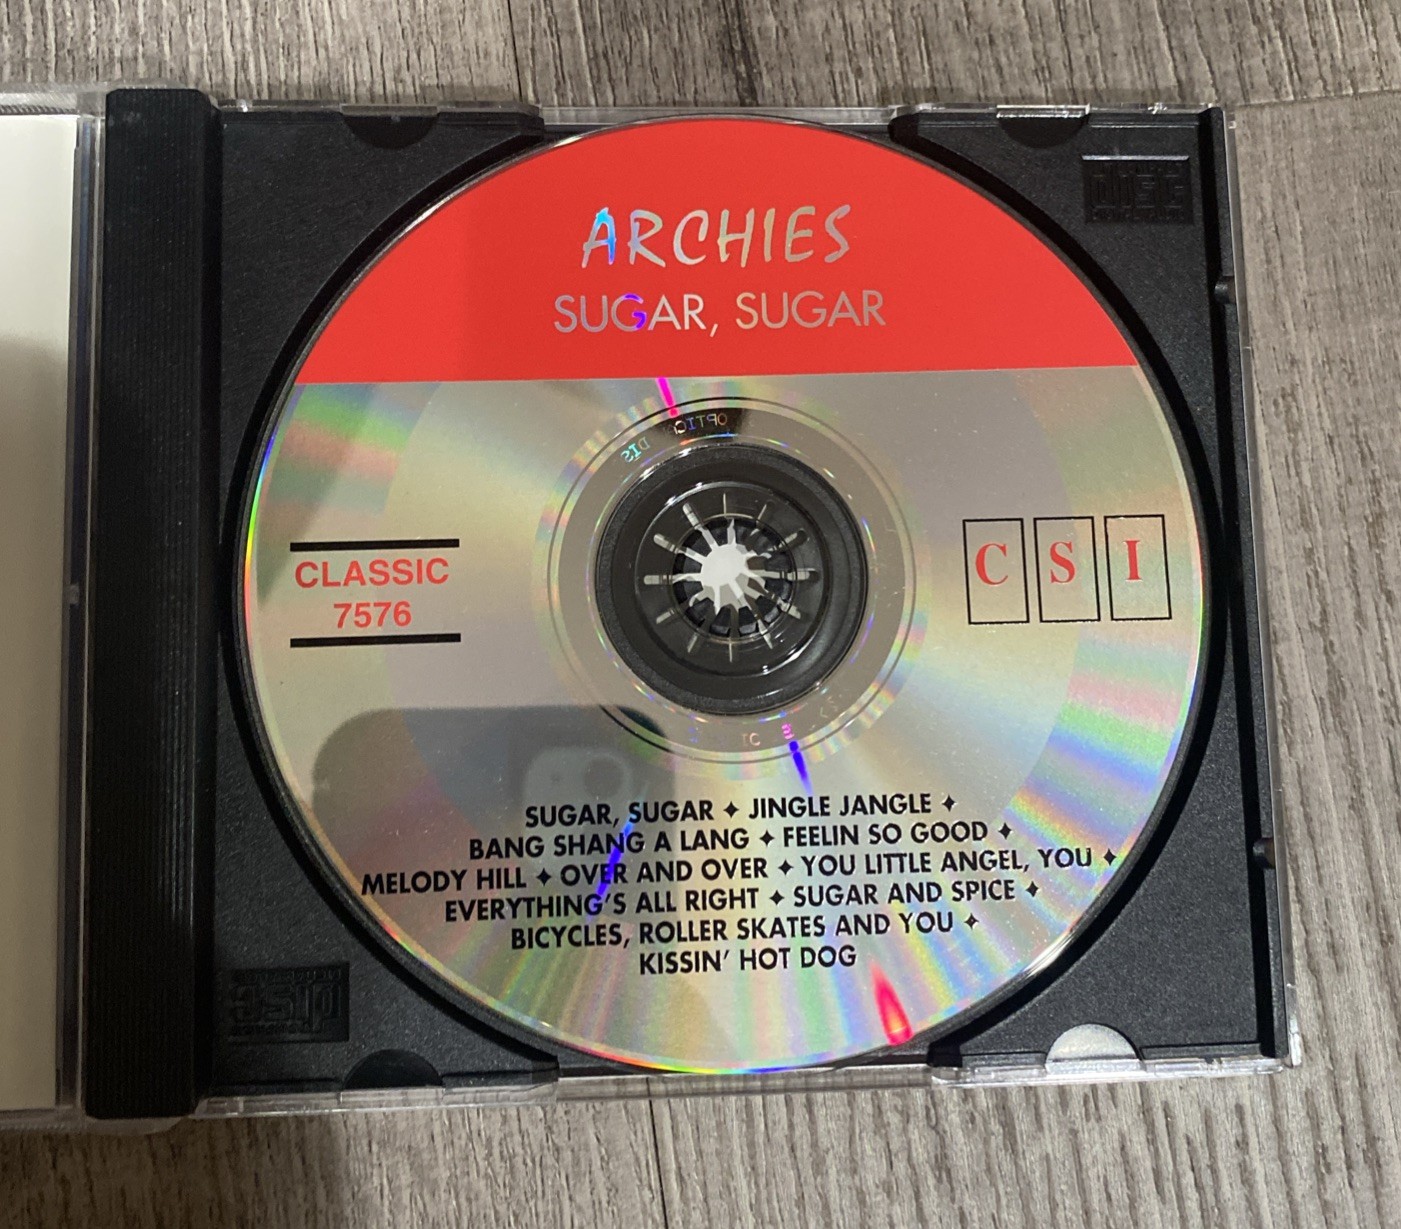 ARCHIES
SUGAR, SUGAR
CLASSIC
7576
C S I
SUGAR, SUGAR ✦ JINGLE JANGLE ✦
BANG SHANG A LANG ✦ FEELIN SO GOOD ✦
MELODY HILL ✦ OVER AND OVER ✦ YOU LITTLE ANGEL, YOU ✦
EVERYTHING'S ALL RIGHT ✦ SUGAR AND SPICE ✦
BICYCLES, ROLLER SKATES AND YOU ✦
KISSIN' HOT DOG
disc
disc